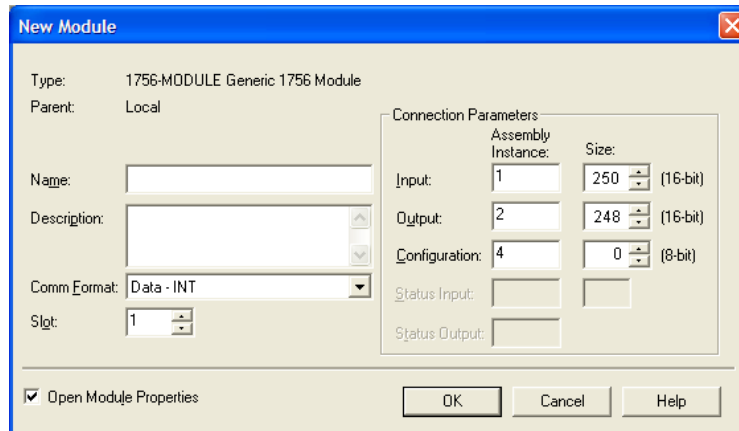 New Module
Type: 1756-MODULE Generic 1756 Module
Parent: Local
Connection Parameters
Assembly Instance: Size:
Name: Input: 1 250 (16-bit)
Description: Output: 2 248 (16-bit)
Configuration: 4 0 (8-bit)
Comm Format: Data - INT Status Input:
Slot: 1 Status Output:
Open Module Properties OK Cancel Help